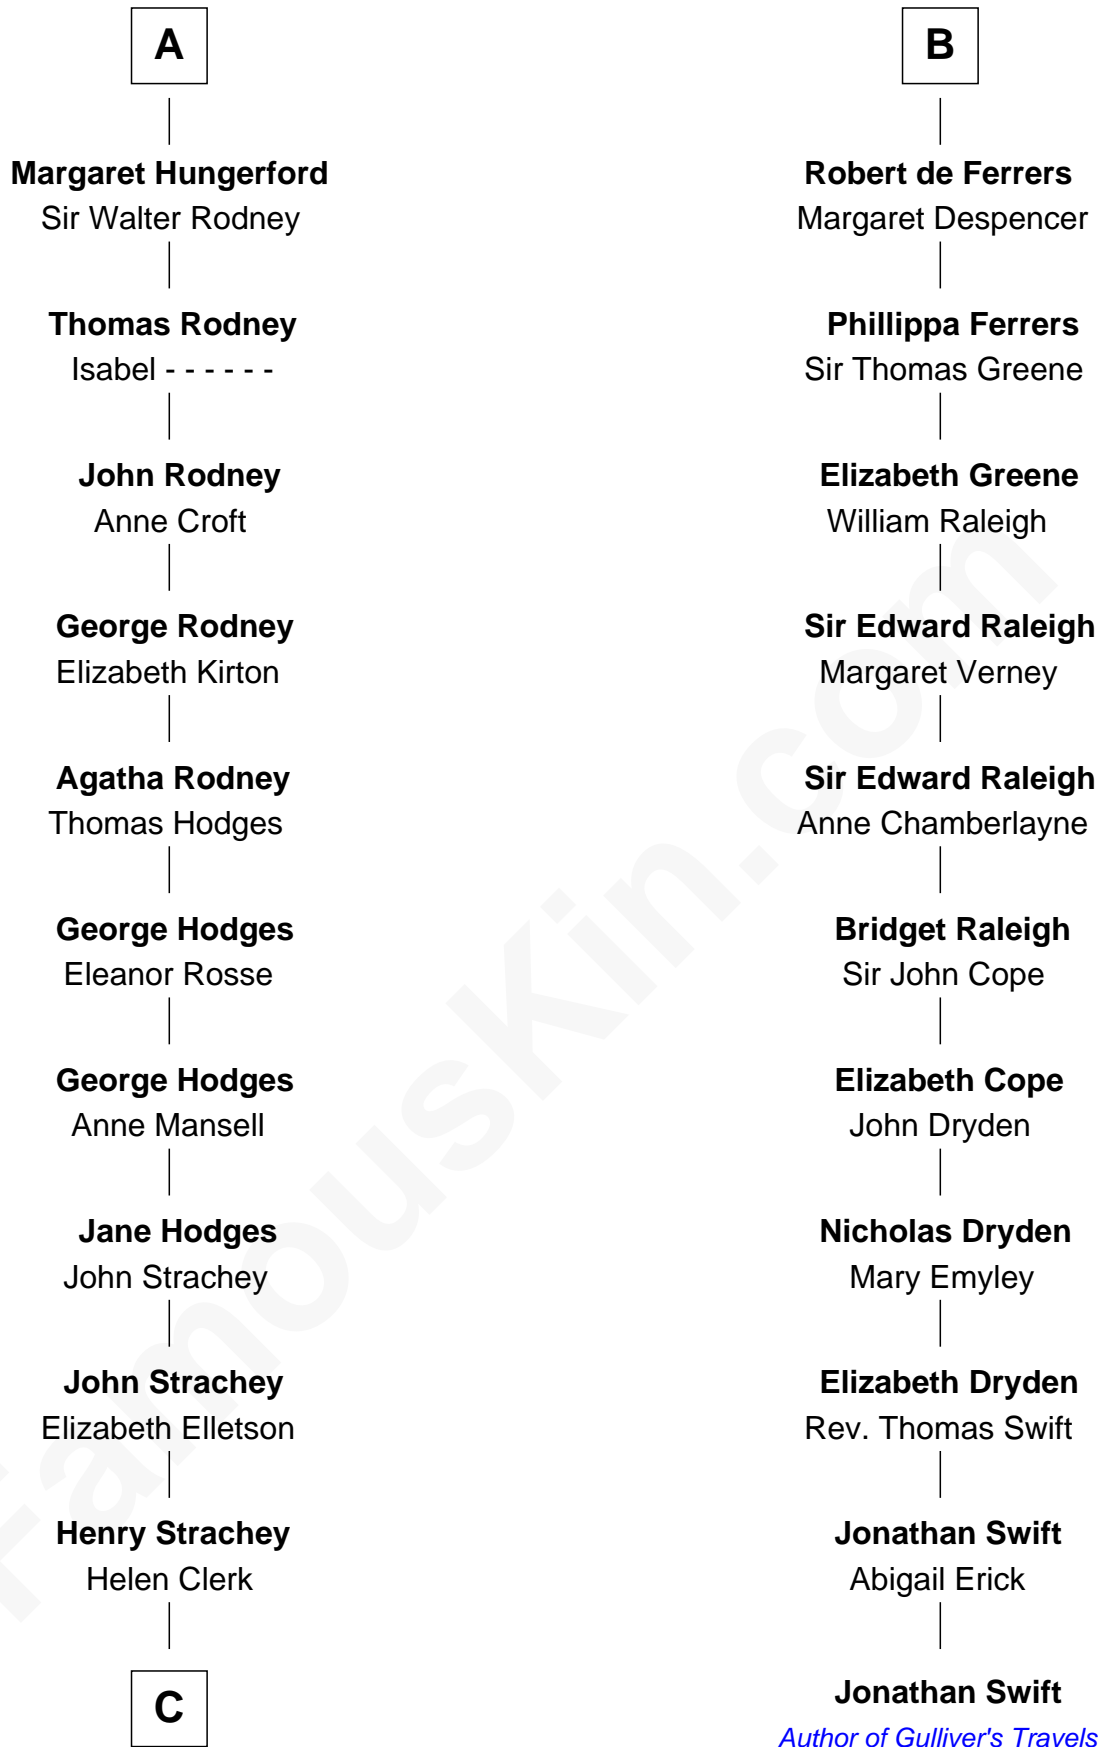 A
Margaret Hungerford
Sir Walter Rodney
Thomas Rodney
Isabel - - - - - -
John Rodney
Anne Croft
George Rodney
Elizabeth Kirton
Agatha Rodney
Thomas Hodges
George Hodges
Eleanor Rosse
George Hodges
Anne Mansell
Jane Hodges
John Strachey
John Strachey
Elizabeth Elletson
Henry Strachey
Helen Clerk
C
B
Robert de Ferrers
Margaret Despencer
Phillippa Ferrers
Sir Thomas Greene
Elizabeth Greene
William Raleigh
Sir Edward Raleigh
Margaret Verney
Sir Edward Raleigh
Anne Chamberlayne
Bridget Raleigh
Sir John Cope
Elizabeth Cope
John Dryden
Nicholas Dryden
Mary Emyley
Elizabeth Dryden
Rev. Thomas Swift
Jonathan Swift
Abigail Erick
Jonathan Swift
Author of Gulliver's Travels
FamousKin.com